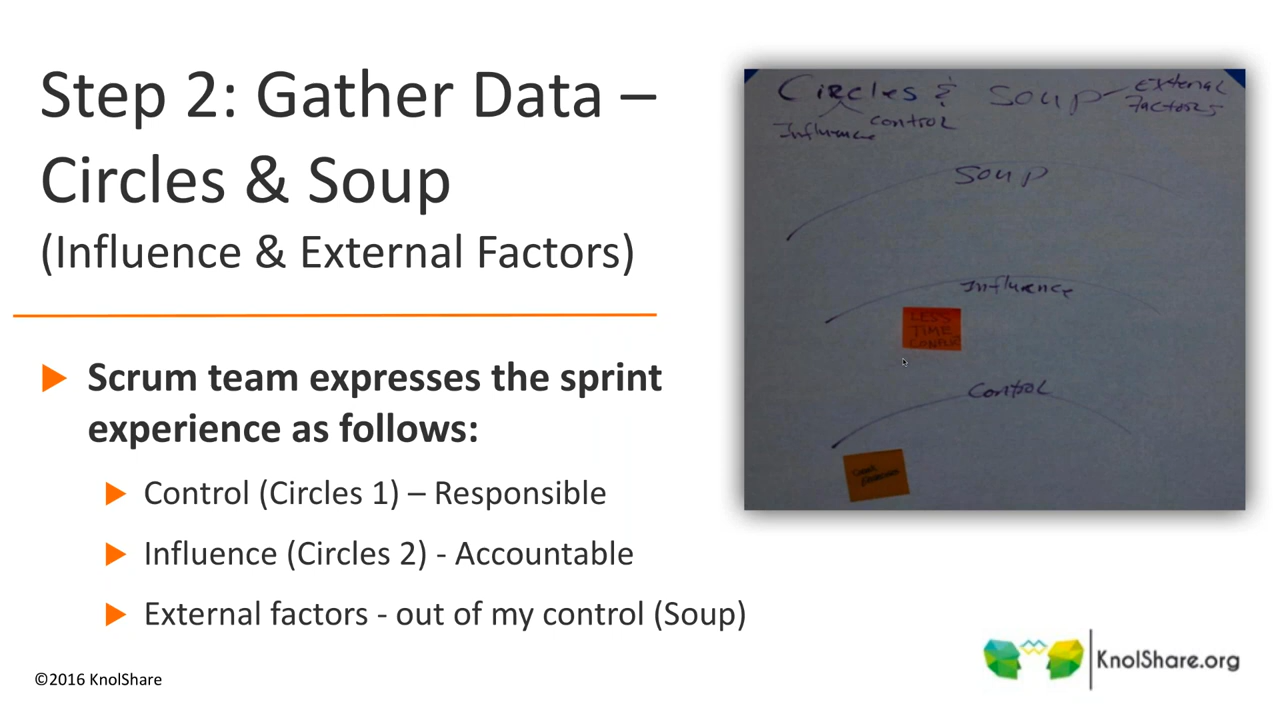 Step 2: Gather Data –
Circles & Soup
(Influence & External Factors)
Scrum team expresses the sprint
experience as follows:
Control (Circles 1) – Responsible
Influence (Circles 2) - Accountable
External factors - out of my control (Soup)
©2016 KnolShare
Circles & Soup – External
Factors
Influence control
Soup
Influence
LESS
TIME
Control
KnolShare.org